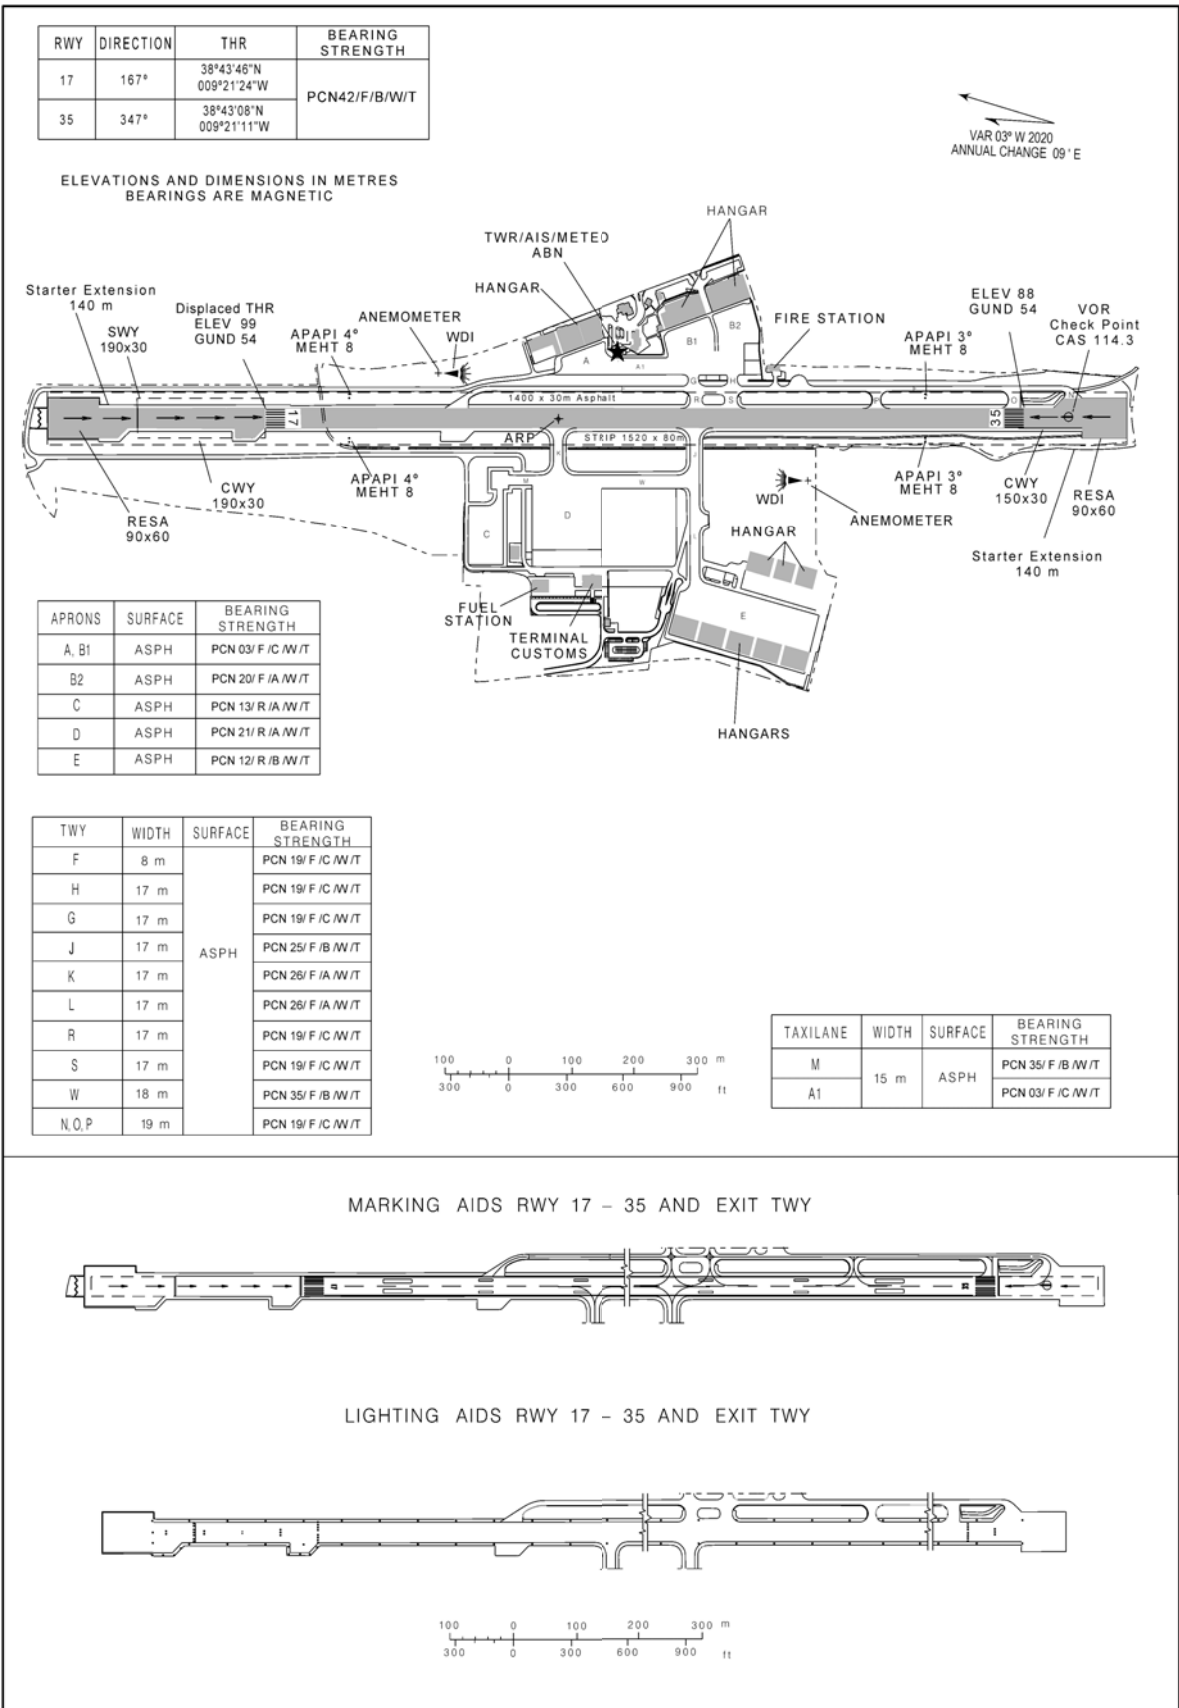 RWY DIRECTION THR BEARING STRENGTH
17 167° 38°43'46"N 009°21'24"W PCN42/F/B/W/T
35 347° 38°43'08"N 009°21'11"W
VAR 03° W 2020
ANNUAL CHANGE 09' E
ELEVATIONS AND DIMENSIONS IN METRES
BEARINGS ARE MAGNETIC
HANGAR
TWR/AIS/METEO
ABN
HANGAR
Starter Extension
140 m
SWY
190x30
Displaced THR
ELEV 99
GUND 54
APAPI 4°
MEHT 8
ANEMOMETER
WDI
B2
B1
A
A1
FIRE STATION
APAPI 3°
MEHT 8
ELEV 88
GUND 54
VOR
Check Point
CAS 114.3
G H
1400 x 30m Asphalt
R S P O N
17
35
ARP
STRIP 1520 x 80m
K
J
APAPI 4°
MEHT 8
CWY
190x30
RESA
90x60
M W
C D
L
WDI
ANEMOMETER
APAPI 3°
MEHT 8
CWY
150x30
RESA
90x60
HANGAR
Starter Extension
140 m
FUEL
STATION
TERMINAL
CUSTOMS
E
HANGARS
APRONS SURFACE BEARING STRENGTH
A, B1 ASPH PCN 03/ F /C /W /T
B2 ASPH PCN 20/ F /A /W /T
C ASPH PCN 13/ R /A /W /T
D ASPH PCN 21/ R /A /W /T
E ASPH PCN 12/ R /B /W /T
TWY WIDTH SURFACE BEARING STRENGTH
F 8 m PCN 19/ F /C /W /T
H 17 m PCN 19/ F /C /W /T
G 17 m PCN 19/ F /C /W /T
J 17 m ASPH PCN 25/ F /B /W /T
K 17 m PCN 26/ F /A /W /T
L 17 m PCN 26/ F /A /W /T
R 17 m PCN 19/ F /C /W /T
S 17 m PCN 19/ F /C /W /T
W 18 m PCN 35/ F /B /W /T
N, O, P 19 m PCN 19/ F /C /W /T
100 0 100 200 300 m
300 0 300 600 900 ft
TAXILANE WIDTH SURFACE BEARING STRENGTH
M 15 m ASPH PCN 35/ F /B /W /T
A1 PCN 03/ F /C /W /T
MARKING AIDS RWY 17 – 35 AND EXIT TWY
17
35
LIGHTING AIDS RWY 17 – 35 AND EXIT TWY
100 0 100 200 300 m
300 0 300 600 900 ft